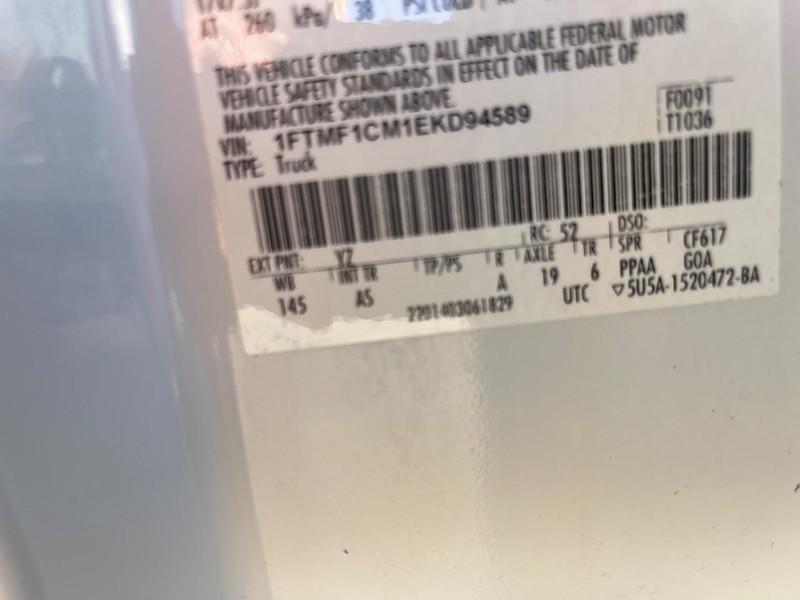 AT 260 kPa/ 38 PSI COLD
THIS VEHICLE CONFORMS TO ALL APPLICABLE FEDERAL MOTOR
VEHICLE SAFETY STANDARDS IN EFFECT ON THE DATE OF
MANUFACTURE SHOWN ABOVE.
VIN: 1FTMF1CM1EKD94589
F0091
TYPE: Truck
T1036
EXT PNT: YZ RC: 52 DSO:
WB INT TR TP/PS R AXLE TR SPR CF617
145 A5 A 19 6 PPAA GOA
2201403061829 UTC ▽5U5A-1520472-BA